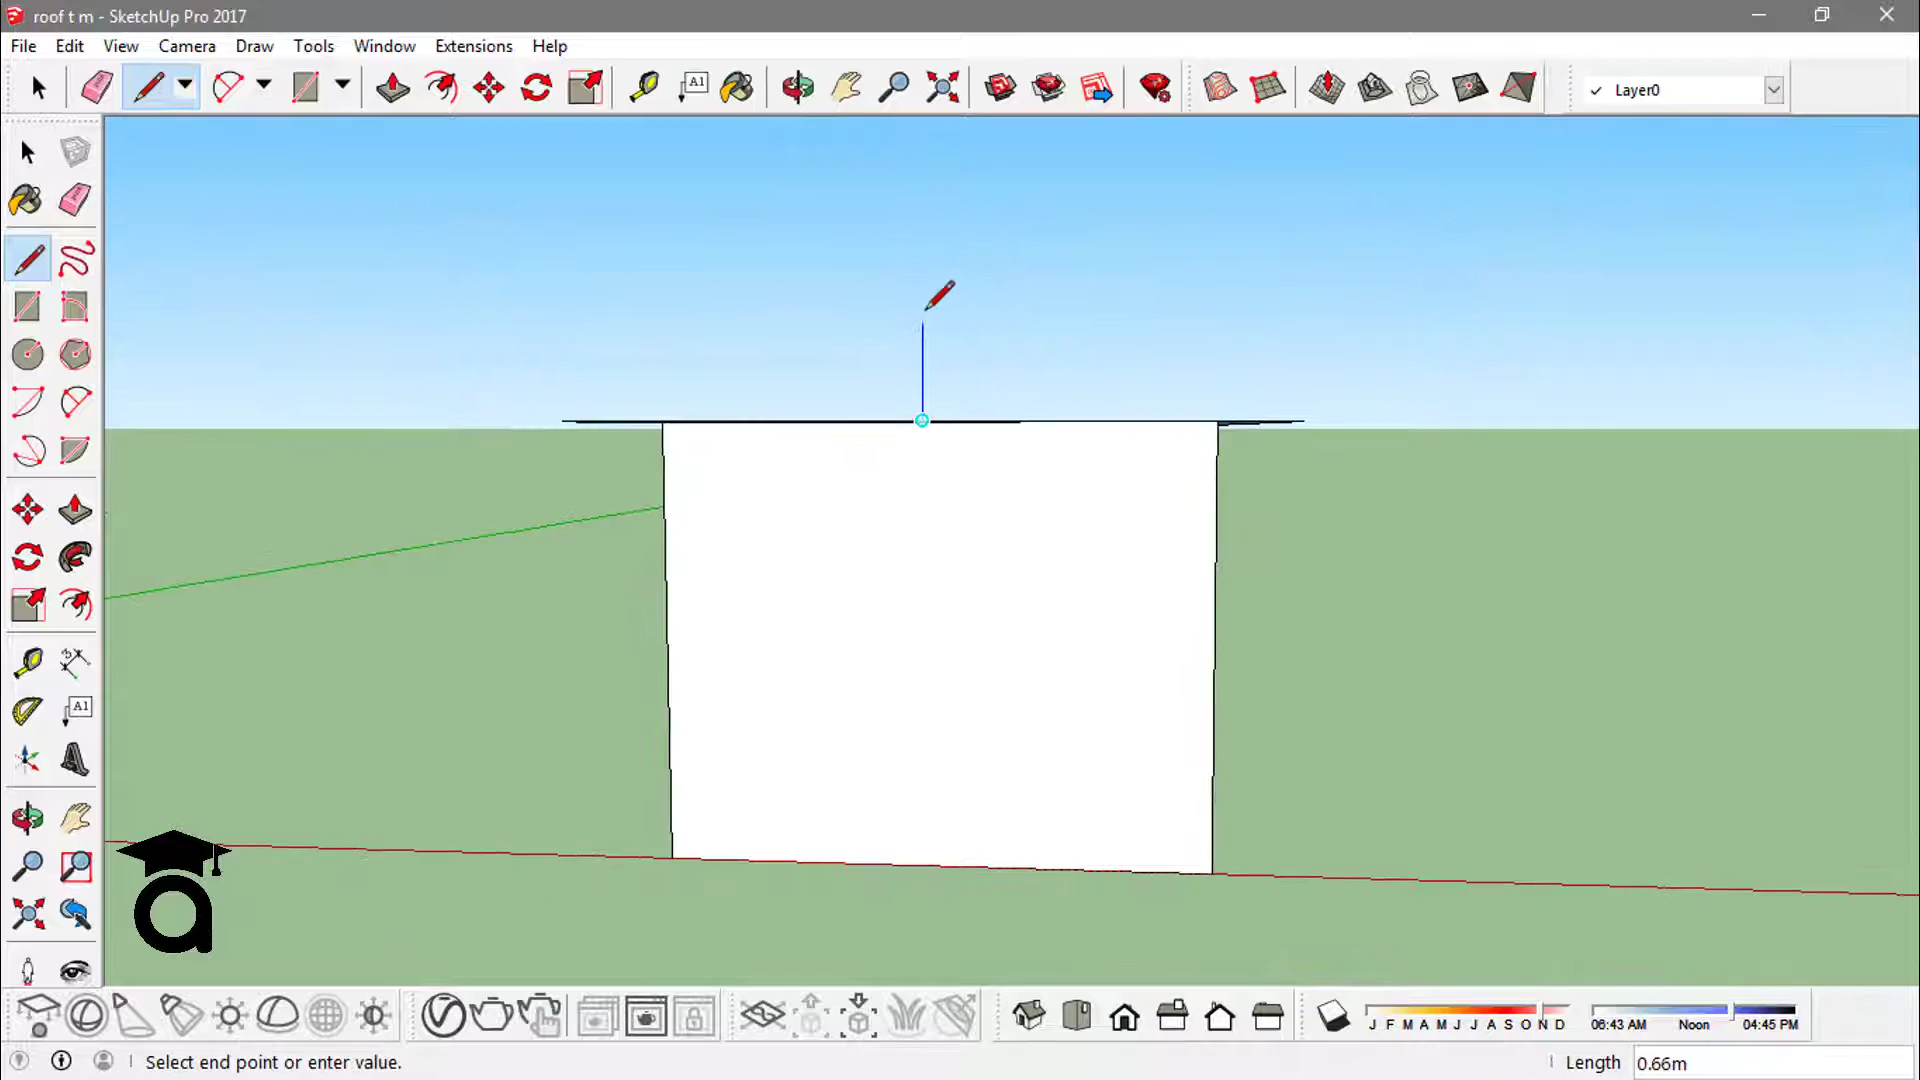 roof t m - SketchUp Pro 2017
File Edit View Camera Draw Tools Window Extensions Help
A1
Layer0
A1
a
J F M A M J J A S O N D
06:43 AM Noon 04:45 PM
Select end point or enter value.
Length 0.66m